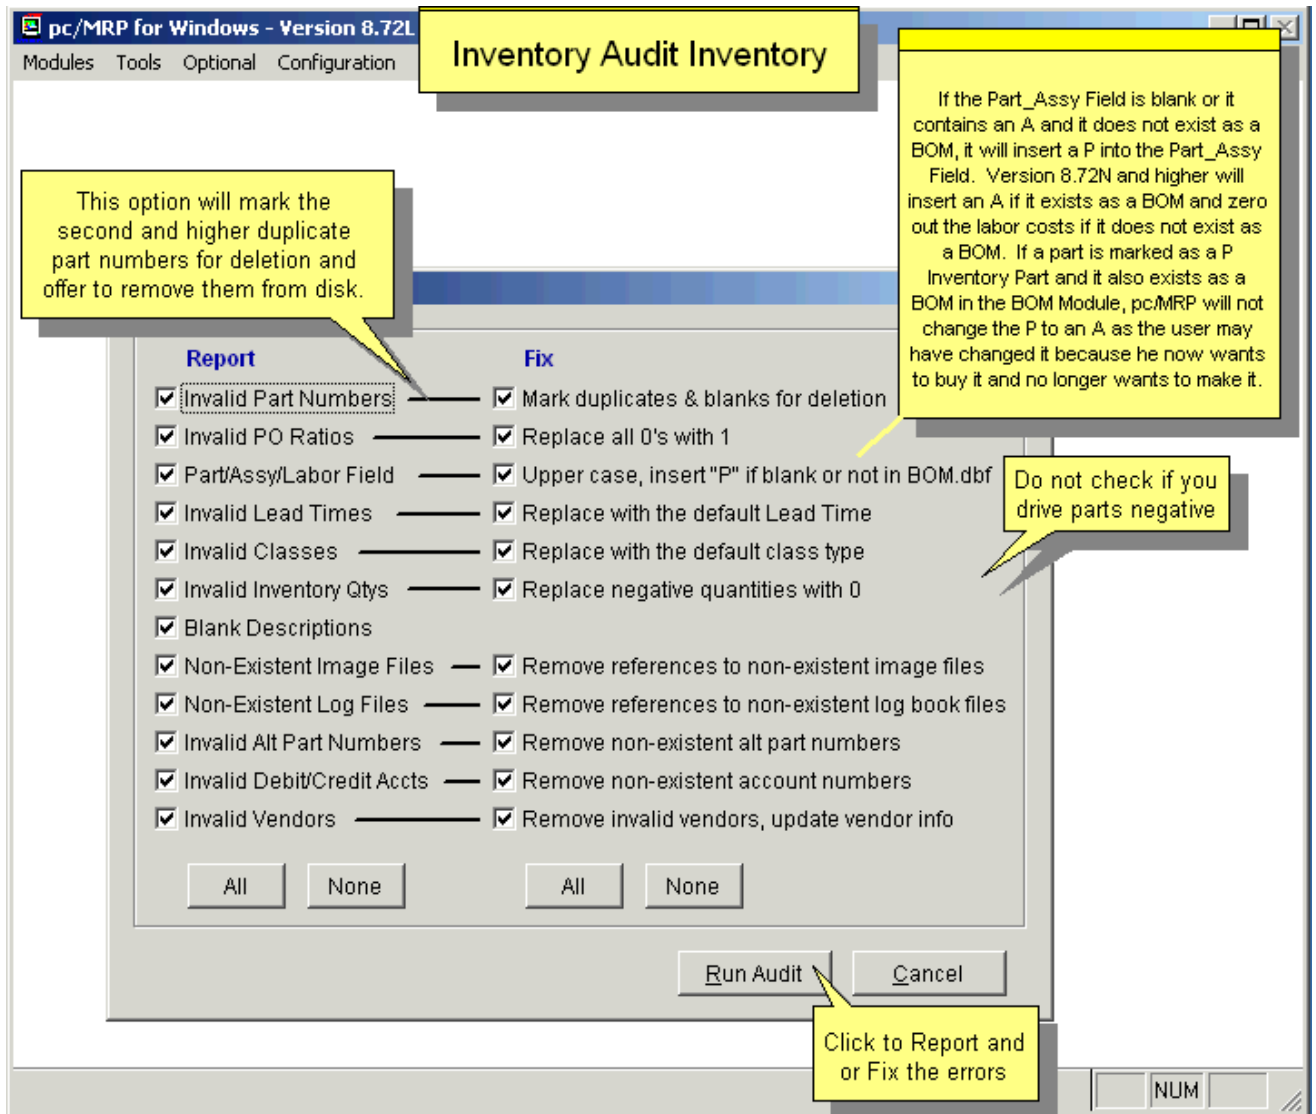 pc/MRP for Windows - Version 8.72L
Modules Tools Optional Configuration
Inventory Audit Inventory
If the Part_Assy Field is blank or it
contains an A and it does not exist as a
BOM, it will insert a P into the Part_Assy
Field. Version 8.72N and higher will
insert an A if it exists as a BOM and zero
out the labor costs if it does not exist as
a BOM. If a part is marked as a P
Inventory Part and it also exists as a
BOM in the BOM Module, pc/MRP will not
change the P to an A as the user may
have changed it because he now wants
to buy it and no longer wants to make it.
This option will mark the
second and higher duplicate
part numbers for deletion and
offer to remove them from disk.
Report Fix
Invalid Part Numbers Mark duplicates & blanks for deletion
Invalid PO Ratios Replace all 0's with 1
Part/Assy/Labor Field Upper case, insert "P" if blank or not in BOM.dbf
Do not check if you
drive parts negative
Invalid Lead Times Replace with the default Lead Time
Invalid Classes Replace with the default class type
Invalid Inventory Qtys Replace negative quantities with 0
Blank Descriptions
Non-Existent Image Files Remove references to non-existent image files
Non-Existent Log Files Remove references to non-existent log book files
Invalid Alt Part Numbers Remove non-existent alt part numbers
Invalid Debit/Credit Accts Remove non-existent account numbers
Invalid Vendors Remove invalid vendors, update vendor info
All None All None
Run Audit Cancel
Click to Report and
or Fix the errors
NUM